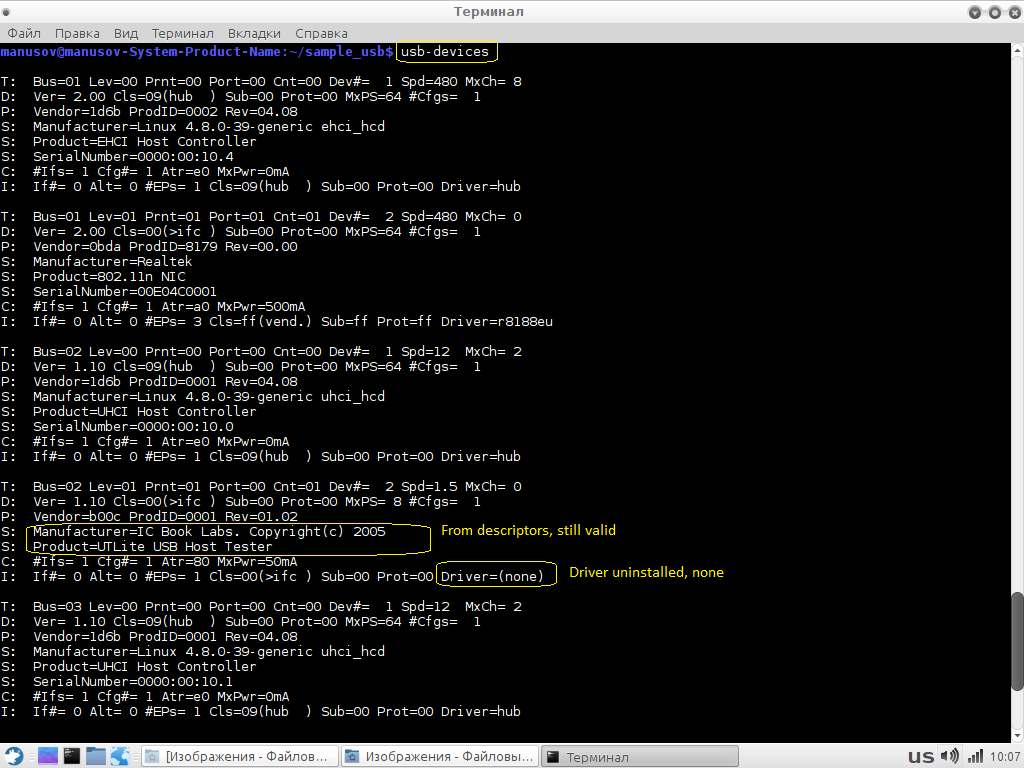 Терминал
Файл Правка Вид Терминал Вкладки Справка
manusov@manusov-System-Product-Name:~/sample_usb$ usb-devices
T:  Bus=01 Lev=00 Prnt=00 Port=00 Cnt=00 Dev#=  1 Spd=480 MxCh= 8
D:  Ver= 2.00 Cls=09(hub  ) Sub=00 Prot=00 MxPS=64 #Cfgs=  1
P:  Vendor=1d6b ProdID=0002 Rev=04.08
S:  Manufacturer=Linux 4.8.0-39-generic ehci_hcd
S:  Product=EHCI Host Controller
S:  SerialNumber=0000:00:10.4
C:  #Ifs= 1 Cfg#= 1 Atr=e0 MxPwr=0mA
I:  If#= 0 Alt= 0 #EPs= 1 Cls=09(hub  ) Sub=00 Prot=00 Driver=hub
T:  Bus=01 Lev=01 Prnt=01 Port=01 Cnt=01 Dev#=  2 Spd=480 MxCh= 0
D:  Ver= 2.00 Cls=00(>ifc ) Sub=00 Prot=00 MxPS=64 #Cfgs=  1
P:  Vendor=0bda ProdID=8179 Rev=00.00
S:  Manufacturer=Realtek
S:  Product=802.11n NIC
S:  SerialNumber=00E04C0001
C:  #Ifs= 1 Cfg#= 1 Atr=a0 MxPwr=500mA
I:  If#= 0 Alt= 0 #EPs= 3 Cls=ff(vend.) Sub=ff Prot=ff Driver=r8188eu
T:  Bus=02 Lev=00 Prnt=00 Port=00 Cnt=00 Dev#=  1 Spd=12  MxCh= 2
D:  Ver= 1.10 Cls=09(hub  ) Sub=00 Prot=00 MxPS=64 #Cfgs=  1
P:  Vendor=1d6b ProdID=0001 Rev=04.08
S:  Manufacturer=Linux 4.8.0-39-generic uhci_hcd
S:  Product=UHCI Host Controller
S:  SerialNumber=0000:00:10.0
C:  #Ifs= 1 Cfg#= 1 Atr=e0 MxPwr=0mA
I:  If#= 0 Alt= 0 #EPs= 1 Cls=09(hub  ) Sub=00 Prot=00 Driver=hub
T:  Bus=02 Lev=01 Prnt=01 Port=01 Cnt=00 Dev#=  2 Spd=1.5 MxCh= 0
D:  Ver= 1.10 Cls=00(>ifc ) Sub=00 Prot=00 MxPS= 8 #Cfgs=  1
P:  Vendor=b00c ProdID=0001 Rev=01.02
S:  Manufacturer=IC Book Labs. Copyright(c) 2005 From descriptors, still valid
S:  Product=UTLite USB Host Tester
C:  #Ifs= 1 Cfg#= 1 Atr=80 MxPwr=50mA
I:  If#= 0 Alt= 0 #EPs= 1 Cls=00(>ifc ) Sub=00 Prot=00 Driver=(none) Driver uninstalled, none
T:  Bus=03 Lev=00 Prnt=00 Port=00 Cnt=00 Dev#=  1 Spd=12  MxCh= 2
D:  Ver= 1.10 Cls=09(hub  ) Sub=00 Prot=00 MxPS=64 #Cfgs=  1
P:  Vendor=1d6b ProdID=0001 Rev=04.08
S:  Manufacturer=Linux 4.8.0-39-generic uhci_hcd
S:  Product=UHCI Host Controller
S:  SerialNumber=0000:00:10.1
C:  #Ifs= 1 Cfg#= 1 Atr=e0 MxPwr=0mA
I:  If#= 0 Alt= 0 #EPs= 1 Cls=09(hub  ) Sub=00 Prot=00 Driver=hub
[Изображения - Файлов... Изображения - Файловы... Терминал us 10:07